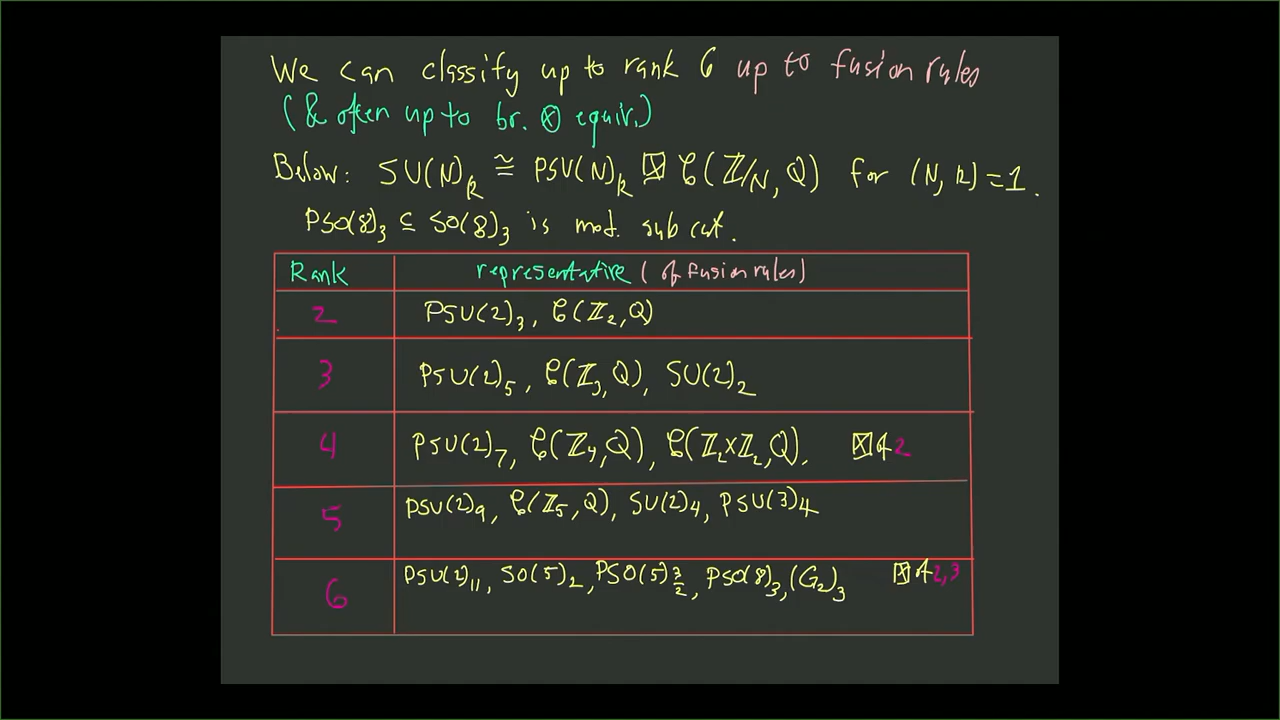 We can classify up to rank 6 up to fusion rules
(& often up to br. ⊗ equiv.)
Below: SU(N)_k ≅ PSU(N)_k ⊠ 𝒞(ℤ/N, Q) for (N, k) = 1.
PSO(8)_3 ⊆ SO(8)_3 is mod. subcat.
Rank representative (of fusion rules)
2 PSU(2)_3, 𝒞(ℤ_2, Q)
3 PSU(2)_5, 𝒞(ℤ_3, Q), SU(2)_2
4 PSU(2)_7, 𝒞(ℤ_4, Q), 𝒞(ℤ_2×ℤ_2, Q), ⊠ of 2
5 PSU(2)_9, 𝒞(ℤ_5, Q), SU(2)_4, PSU(3)_4
6 PSU(2)_11, SO(5)_2, PSO(5)_{3/2}, PSO(8)_3, (G_2)_3 ⊠ of 2,3